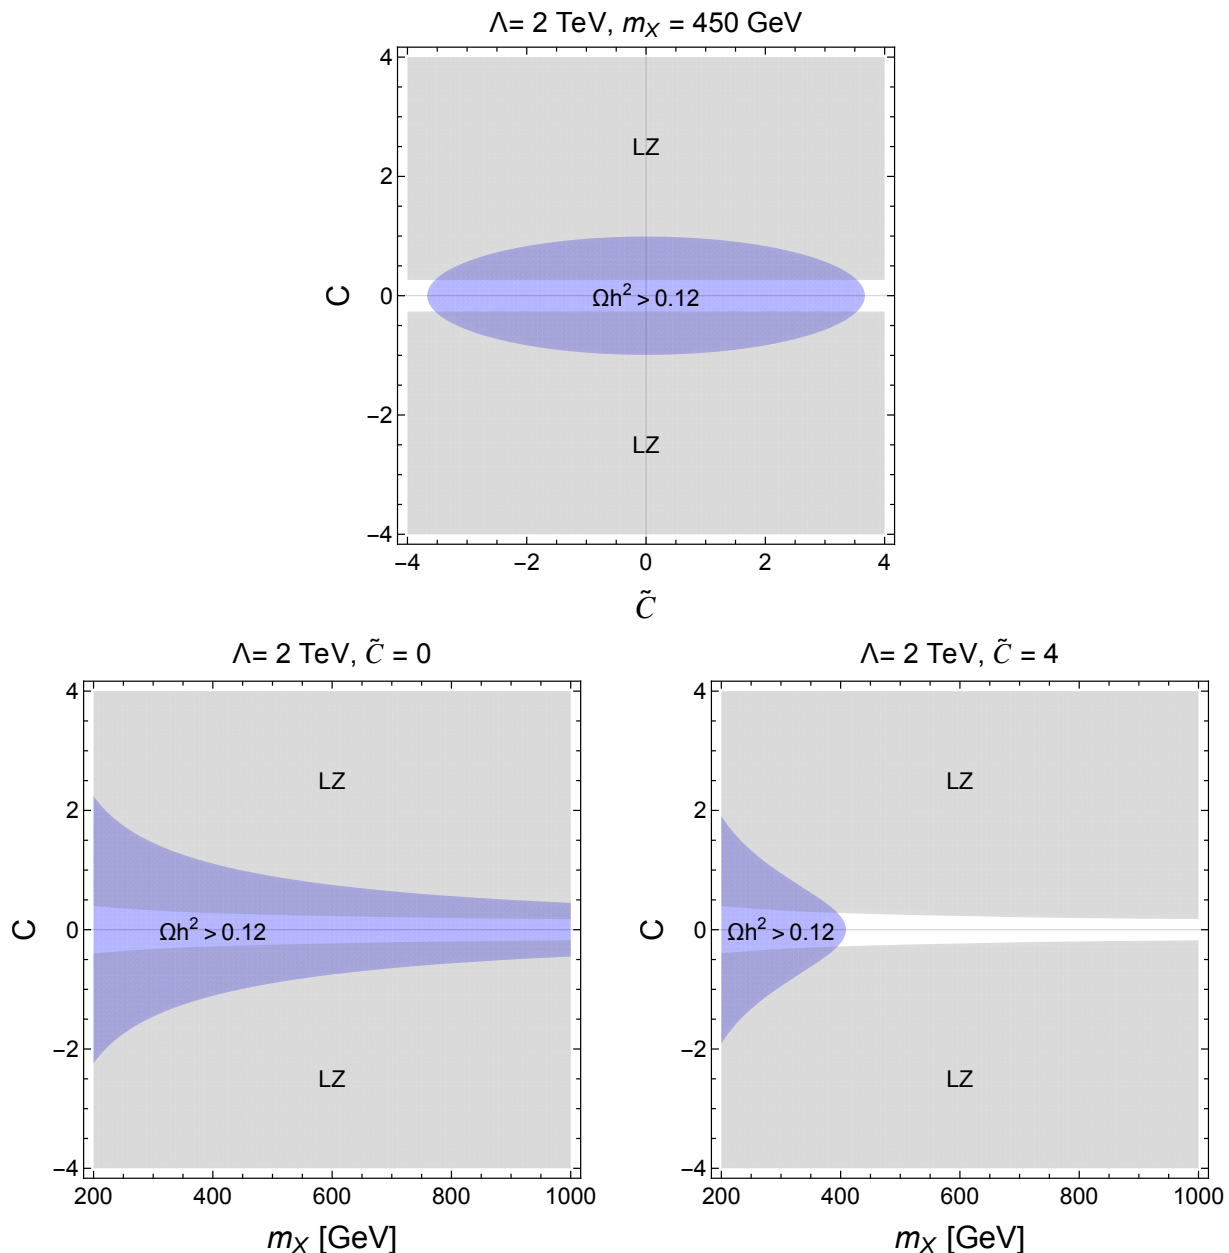 Λ= 2 TeV, m_X = 450 GeV
4
2
0
−2
−4
C
LZ
Ωh² > 0.12
LZ
−4 −2 0 2 4
C̃
Λ= 2 TeV, C̃ = 0
4
2
0
−2
−4
C
LZ
Ωh² > 0.12
LZ
200 400 600 800 1000
m_X [GeV]
Λ= 2 TeV, C̃ = 4
4
2
0
−2
−4
C
LZ
Ωh² > 0.12
LZ
200 400 600 800 1000
m_X [GeV]